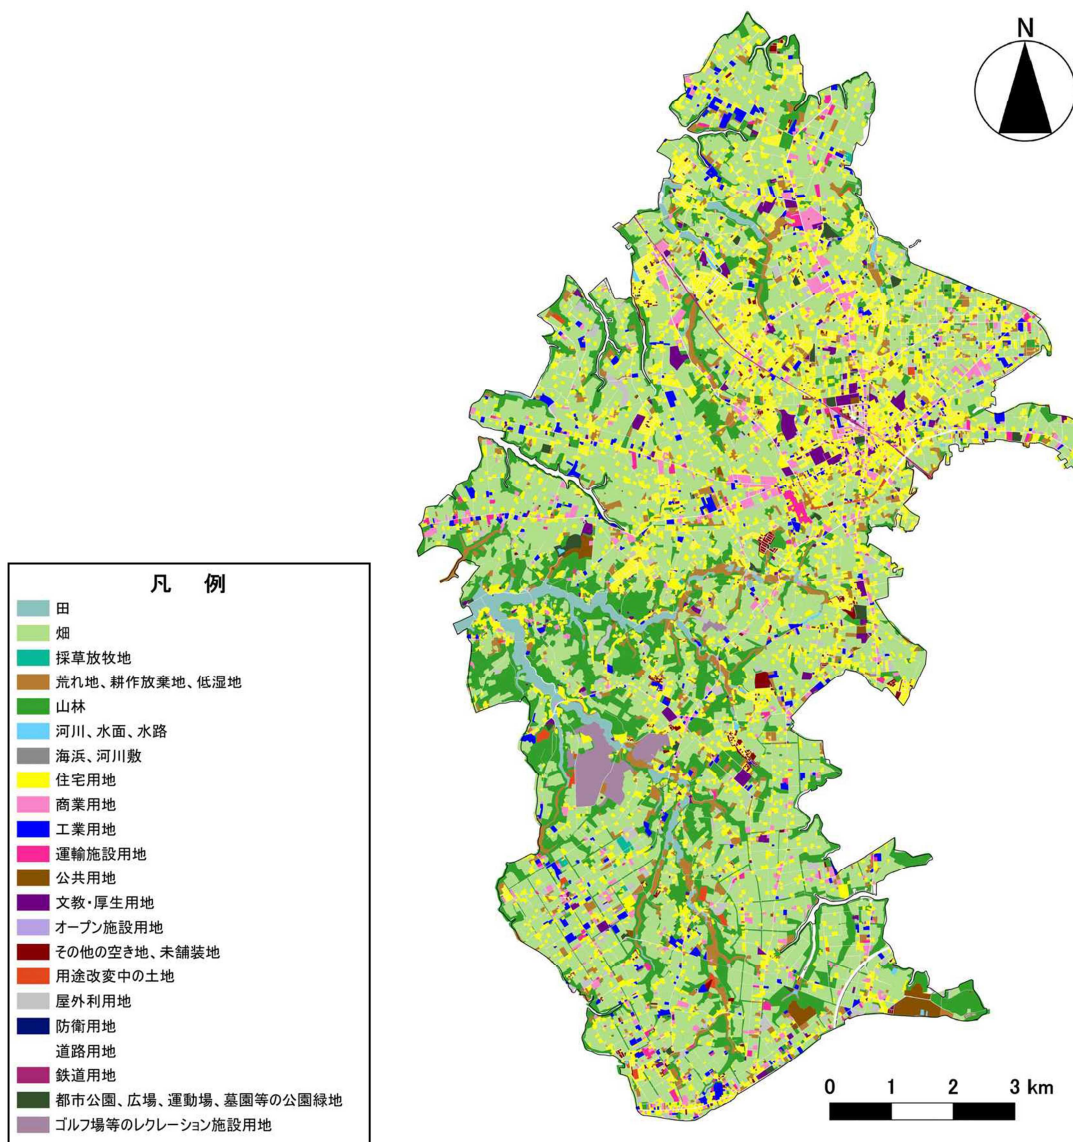 N
凡 例
田
畑
採草放牧地
荒れ地、耕作放棄地、低湿地
山林
河川、水面、水路
海浜、河川敷
住宅用地
商業用地
工業用地
運輸施設用地
公共用地
文教・厚生用地
オープン施設用地
その他の空き地、未舗装地
用途改変中の土地
屋外利用地
防衛用地
道路用地
鉄道用地
都市公園、広場、運動場、墓園等の公園緑地
ゴルフ場等のレクレーション施設用地
0 1 2 3 km